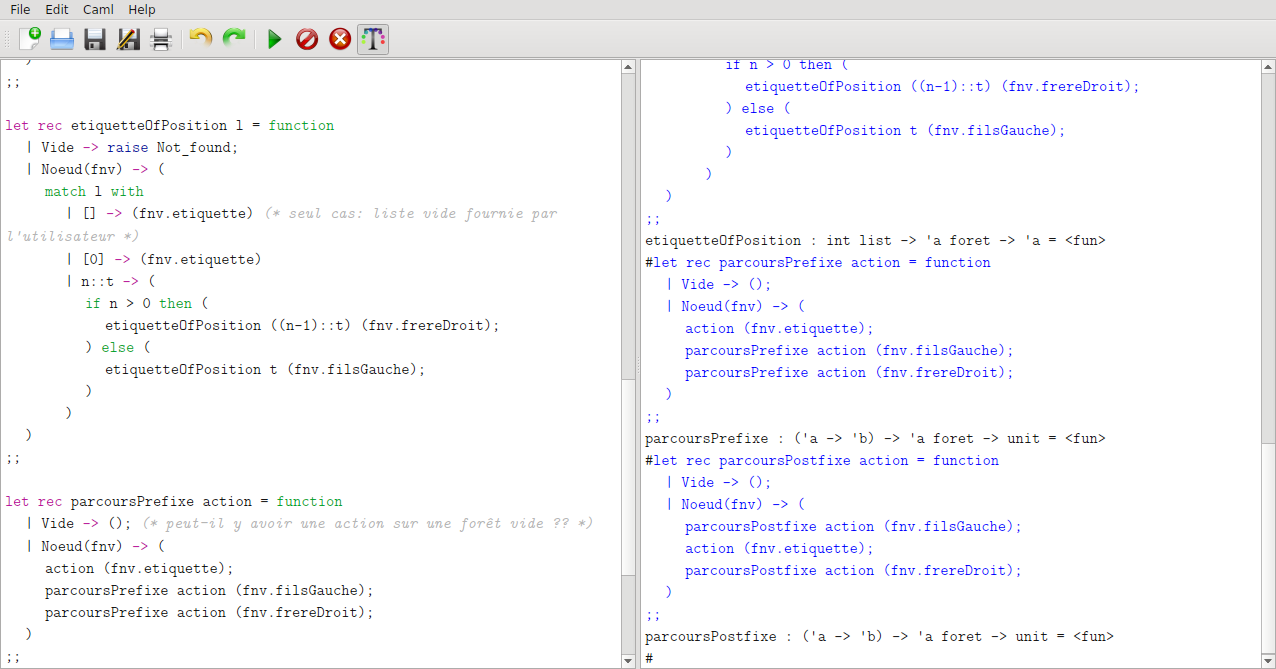 File Edit Caml Help
)
;;
let rec etiquetteOfPosition l = function
| Vide -> raise Not_found;
| Noeud(fnv) -> (
match l with
| [] -> (fnv.etiquette) (* seul cas: liste vide fournie par
l'utilisateur *)
| [0] -> (fnv.etiquette)
| n::t -> (
if n > 0 then (
etiquetteOfPosition ((n-1)::t) (fnv.frereDroit);
) else (
etiquetteOfPosition t (fnv.filsGauche);
)
)
)
;;
let rec parcoursPrefixe action = function
| Vide -> (); (* peut-il y avoir une action sur une forêt vide ?? *)
| Noeud(fnv) -> (
action (fnv.etiquette);
parcoursPrefixe action (fnv.filsGauche);
parcoursPrefixe action (fnv.frereDroit);
)
;;
if n > 0 then (
etiquetteOfPosition ((n-1)::t) (fnv.frereDroit);
) else (
etiquetteOfPosition t (fnv.filsGauche);
)
)
)
;;
etiquetteOfPosition : int list -> 'a foret -> 'a = <fun>
#let rec parcoursPrefixe action = function
| Vide -> ();
| Noeud(fnv) -> (
action (fnv.etiquette);
parcoursPrefixe action (fnv.filsGauche);
parcoursPrefixe action (fnv.frereDroit);
)
;;
parcoursPrefixe : ('a -> 'b) -> 'a foret -> unit = <fun>
#let rec parcoursPostfixe action = function
| Vide -> ();
| Noeud(fnv) -> (
parcoursPostfixe action (fnv.filsGauche);
action (fnv.etiquette);
parcoursPostfixe action (fnv.frereDroit);
)
;;
parcoursPostfixe : ('a -> 'b) -> 'a foret -> unit = <fun>
#